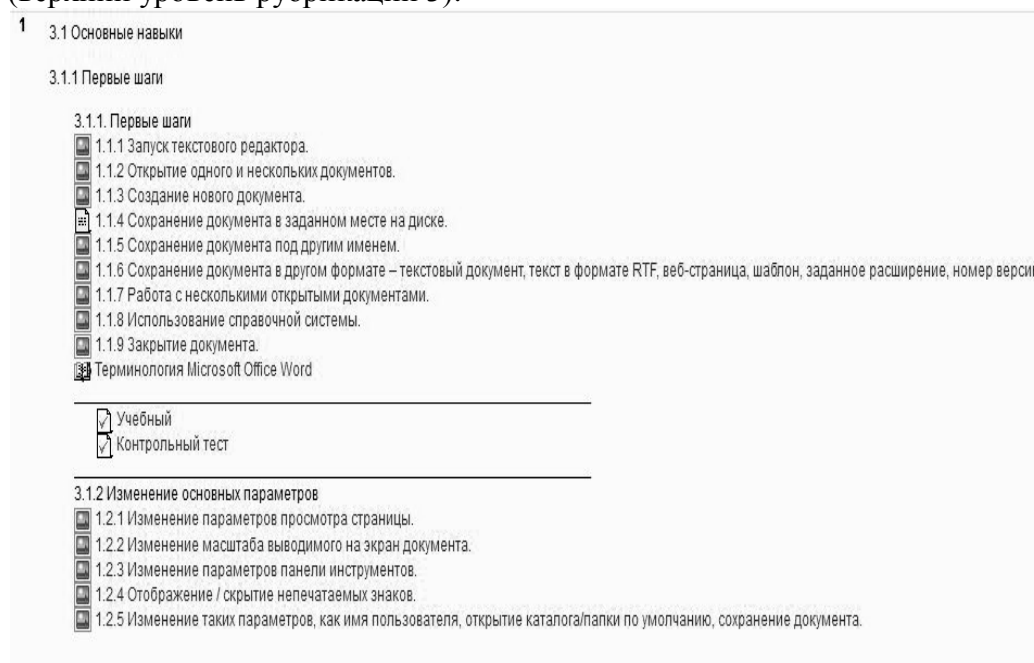 (верхний уровень рубрикации 3).
1
3.1 Основные навыки
3.1.1 Первые шаги
3.1.1. Первые шаги
1.1.1 Запуск текстового редактора.
1.1.2 Открытие одного и нескольких документов.
1.1.3 Создание нового документа.
1.1.4 Сохранение документа в заданном месте на диске.
1.1.5 Сохранение документа под другим именем.
1.1.6 Сохранение документа в другом формате – текстовый документ, текст в формате RTF, веб-страница, шаблон, заданное расширение, номер верси
1.1.7 Работа с несколькими открытыми документами.
1.1.8 Использование справочной системы.
1.1.9 Закрытие документа.
Терминология Microsoft Office Word
Учебный
Контрольный тест
3.1.2 Изменение основных параметров
1.2.1 Изменение параметров просмотра страницы.
1.2.2 Изменение масштаба выводимого на экран документа.
1.2.3 Изменение параметров панели инструментов.
1.2.4 Отображение / скрытие непечатаемых знаков.
1.2.5 Изменение таких параметров, как имя пользователя, открытие каталога/папки по умолчанию, сохранение документа.